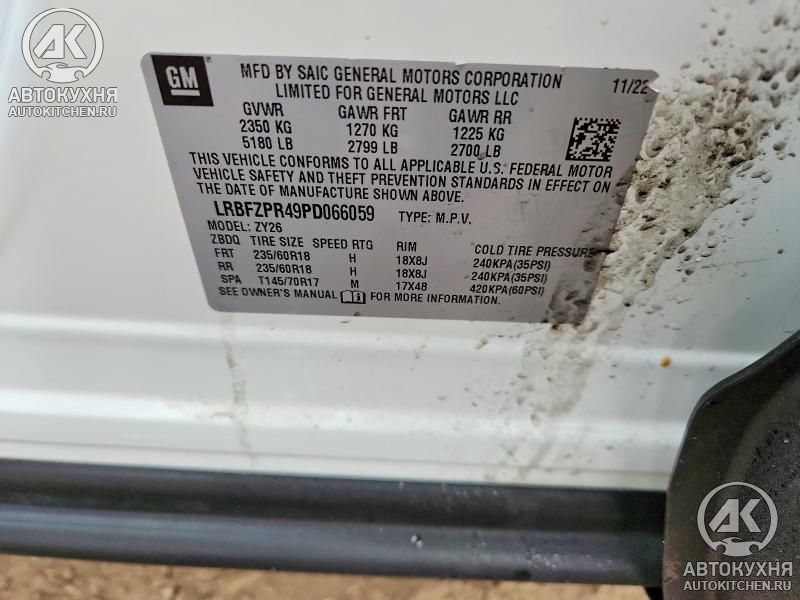 AK
АВТОКУХНЯ
AUTOKITCHEN.RU
GM
MFD BY SAIC GENERAL MOTORS CORPORATION 11/22
LIMITED FOR GENERAL MOTORS LLC
GVWR GAWR FRT GAWR RR
2350 KG 1270 KG 1225 KG
5180 LB 2799 LB 2700 LB
THIS VEHICLE CONFORMS TO ALL APPLICABLE U.S. FEDERAL MOTOR
VEHICLE SAFETY AND THEFT PREVENTION STANDARDS IN EFFECT ON
THE DATE OF MANUFACTURE SHOWN ABOVE.
LRBFZPR49PD066059 TYPE: M.P.V.
MODEL: ZY26
ZBDQ TIRE SIZE SPEED RTG RIM COLD TIRE PRESSURE
FRT 235/60R18 H 18X8J 240KPA(35PSI)
RR 235/60R18 H 18X8J 240KPA(35PSI)
SPA T145/70R17 M 17X4B 420KPA(60PSI)
SEE OWNER'S MANUAL FOR MORE INFORMATION.
AK
АВТОКУХНЯ
AUTOKITCHEN.RU